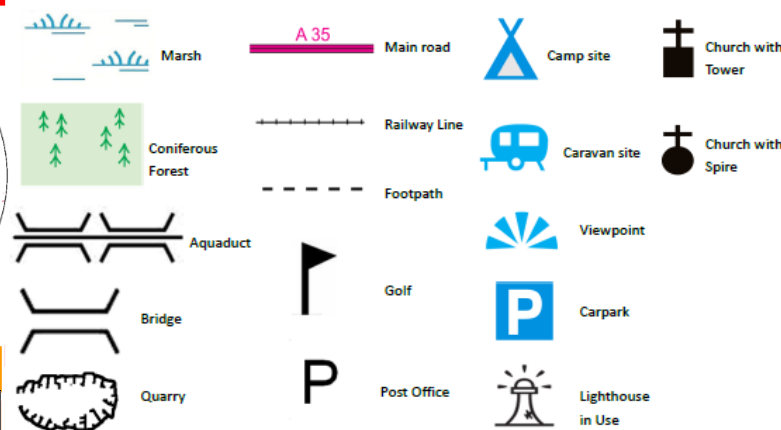 Marsh
Coniferous
Forest
Aquaduct
Bridge
Quarry
A 35
Main road
Railway Line
Footpath
Golf
P
Post Office
Camp site
Caravan site
Viewpoint
P
Carpark
Lighthouse
in Use
Church with
Tower
Church with
Spire